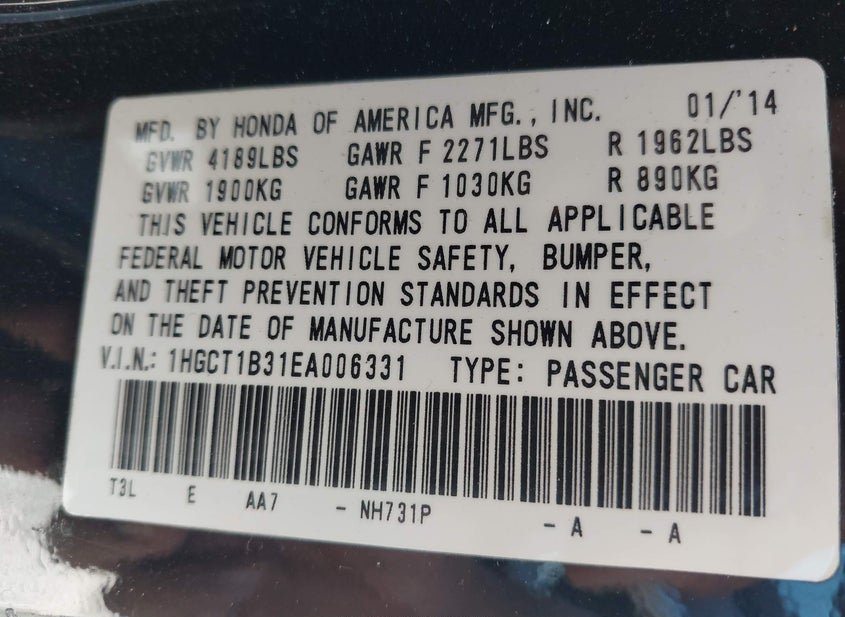 MFD. BY HONDA OF AMERICA MFG., INC. 01/'14
GVWR 4189LBS GAWR F 2271LBS R 1962LBS
GVWR 1900KG GAWR F 1030KG R 890KG
THIS VEHICLE CONFORMS TO ALL APPLICABLE
FEDERAL MOTOR VEHICLE SAFETY, BUMPER,
AND THEFT PREVENTION STANDARDS IN EFFECT
ON THE DATE OF MANUFACTURE SHOWN ABOVE.
V.I.N.: 1HGCT1B31EA006331 TYPE: PASSENGER CAR
T3L E AA7 - NH731P - A - A